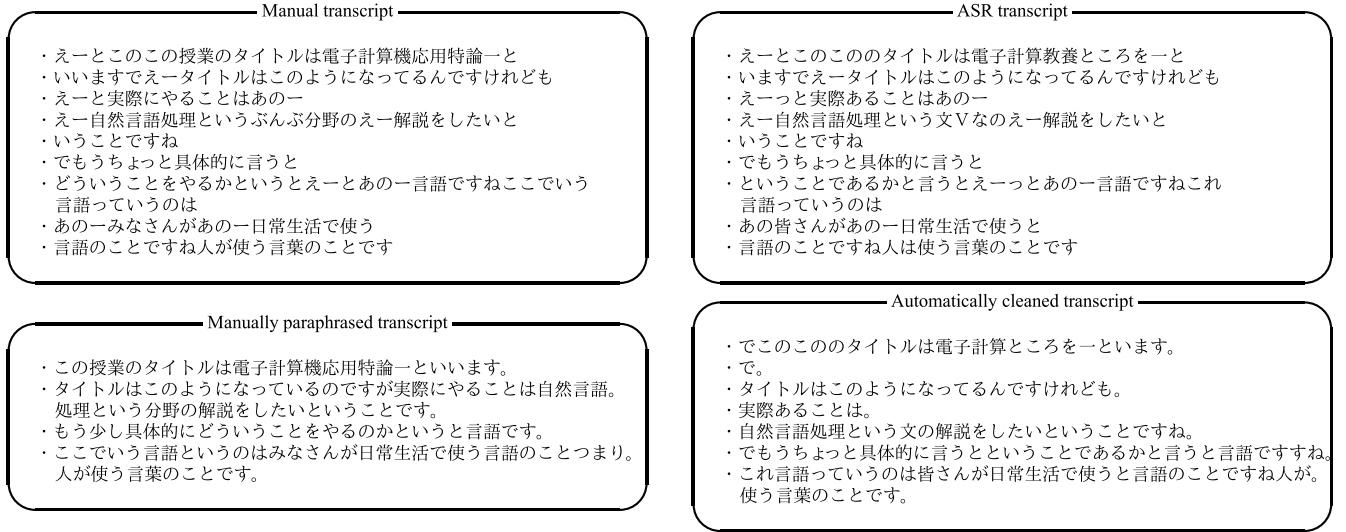 Manual transcript
・えーとこのこの授業のタイトルは電子計算機応用特論一と
・いいますでえータイトルはこのようになってるんですけれども
・えーと実際にやることはあのー
・えー自然言語処理というぶんぶ分野のえー解説をしたいと
・いうことですね
・でもうちょっと具体的に言うと
・どういうことをやるかというとえーとあのー言語ですねここでいう
言語っていうのは
・あのーみなさんがあのー日常生活で使う
・言語のことですね人が使う言葉のことです
ASR transcript
・えーとこのこののタイトルは電子計算教養ところを一と
・いますでえータイトルはこのようになってるんですけれども
・えーっと実際あることはあのー
・えー自然言語処理という文Ｖなのえー解説をしたいと
・いうことですね
・でもうちょっと具体的に言うと
・ということであるかと言うとえーっとあのー言語ですねこれ
言語っていうのは
・あの皆さんがあのー日常生活で使うと
・言語のことですね人は使う言葉のことです
Manually paraphrased transcript
・この授業のタイトルは電子計算機応用特論一といいます。
・タイトルはこのようになっているのですが実際にやることは自然言語。
処理という分野の解説をしたいということです。
・もう少し具体的にどういうことをやるのかというと言語です。
・ここでいう言語というのはみなさんが日常生活で使う言語のことつまり。
人が使う言葉のことです。
Automatically cleaned transcript
・でこのこののタイトルは電子計算ところを一といます。
・で。
・タイトルはこのようになってるんですけれども。
・実際あることは。
・自然言語処理という文の解説をしたいということですね。
・でもうちょっと具体的に言うとということであるかと言うと言語ですすね。
・これ言語っていうのは皆さんが日常生活で使うと言語のことですね人が。
使う言葉のことです。